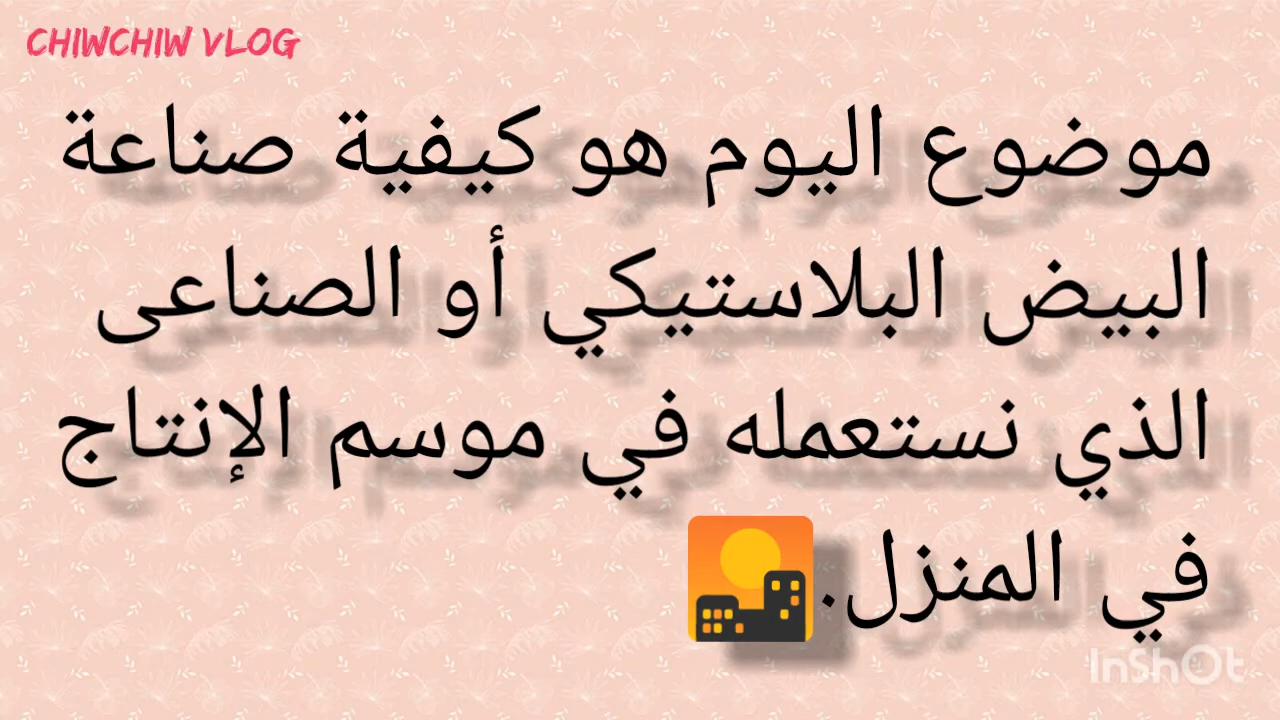 CHIWCHIW VLOG
موضوع اليوم هو كيفية صناعة
البيض البلاستيكي أو الصناعى
الذي نستعمله في موسم الإنتاج
في المنزل.🌇
InShOt